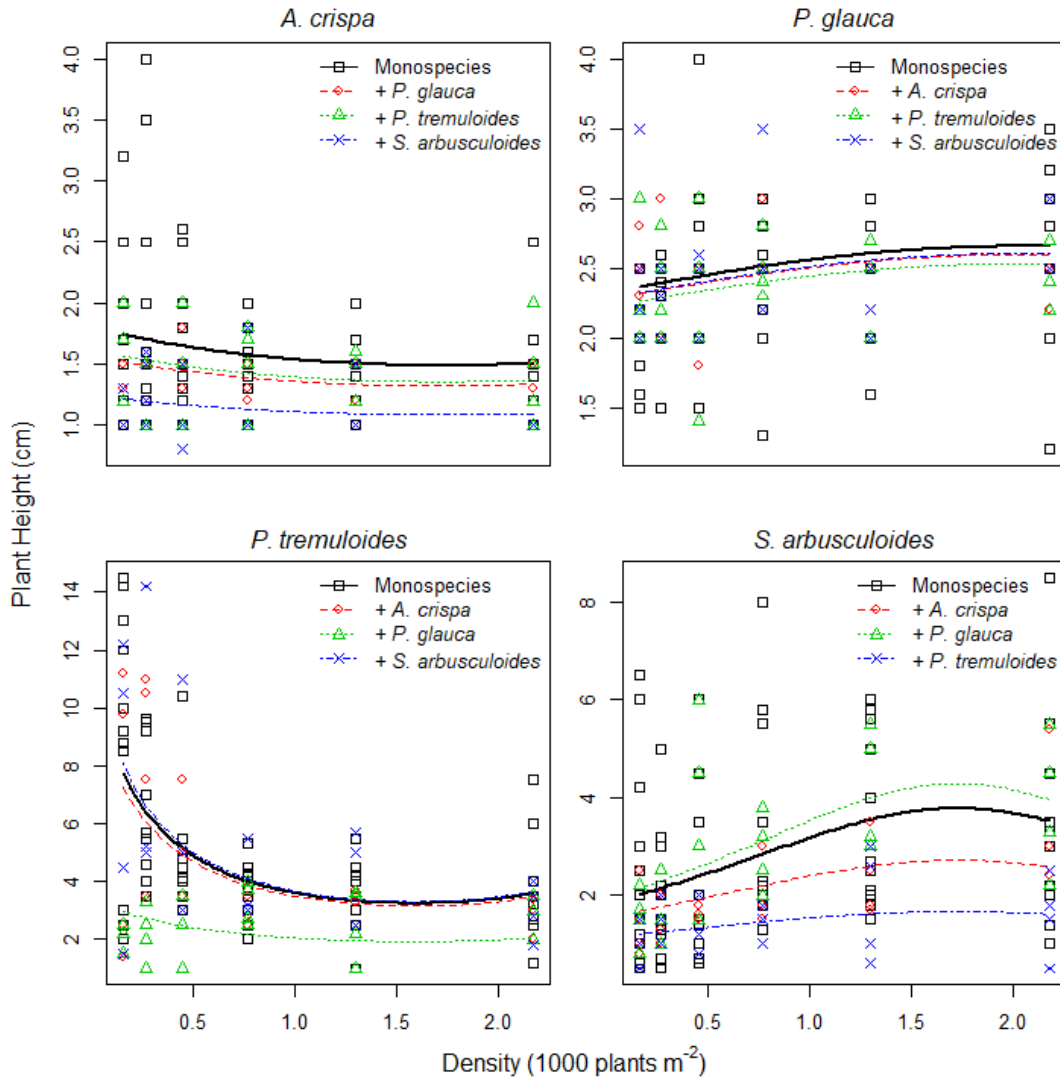 A. crispa
P. glauca
Monospecies
+ P. glauca
+ P. tremuloides
+ S. arbusculoides
1.0
1.5
2.0
2.5
3.0
3.5
4.0
Monospecies
+ A. crispa
+ P. tremuloides
+ S. arbusculoides
1.5
2.0
2.5
3.0
3.5
4.0
Plant Height (cm)
P. tremuloides
S. arbusculoides
Monospecies
+ A. crispa
+ P. glauca
+ S. arbusculoides
2
4
6
8
10
12
14
0.5
1.0
1.5
2.0
Monospecies
+ A. crispa
+ P. glauca
+ P. tremuloides
2
4
6
8
0.5
1.0
1.5
2.0
Density (1000 plants m⁻²)